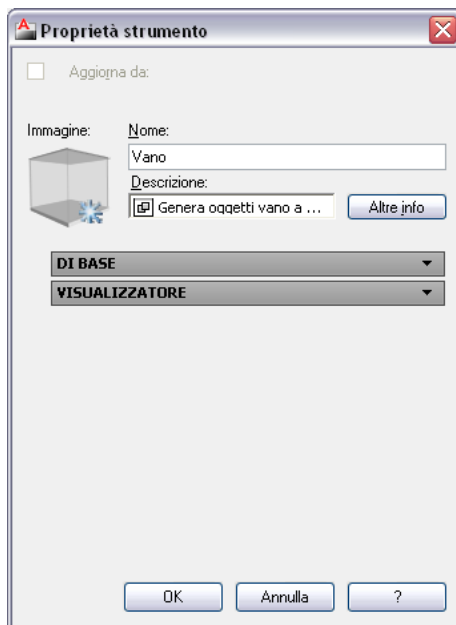 Proprietà strumento
Aggiorna da:
Immagine:
Nome:
Vano
Descrizione:
Genera oggetti vano a ...
Altre info
DI BASE
VISUALIZZATORE
OK
Annulla
?